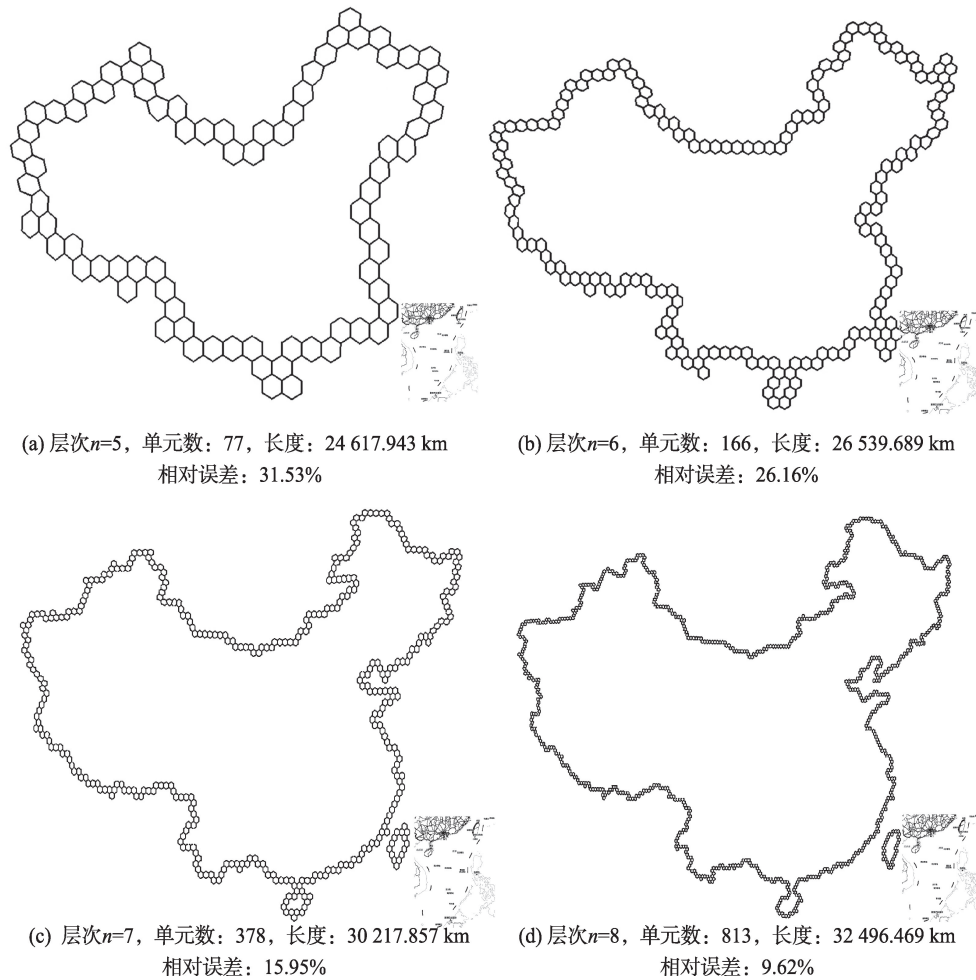 (a) 层次n=5，单元数：77，长度：24 617.943 km
相对误差：31.53%
(b) 层次n=6，单元数：166，长度：26 539.689 km
相对误差：26.16%
(c) 层次n=7，单元数：378，长度：30 217.857 km
相对误差：15.95%
(d) 层次n=8，单元数：813，长度：32 496.469 km
相对误差：9.62%